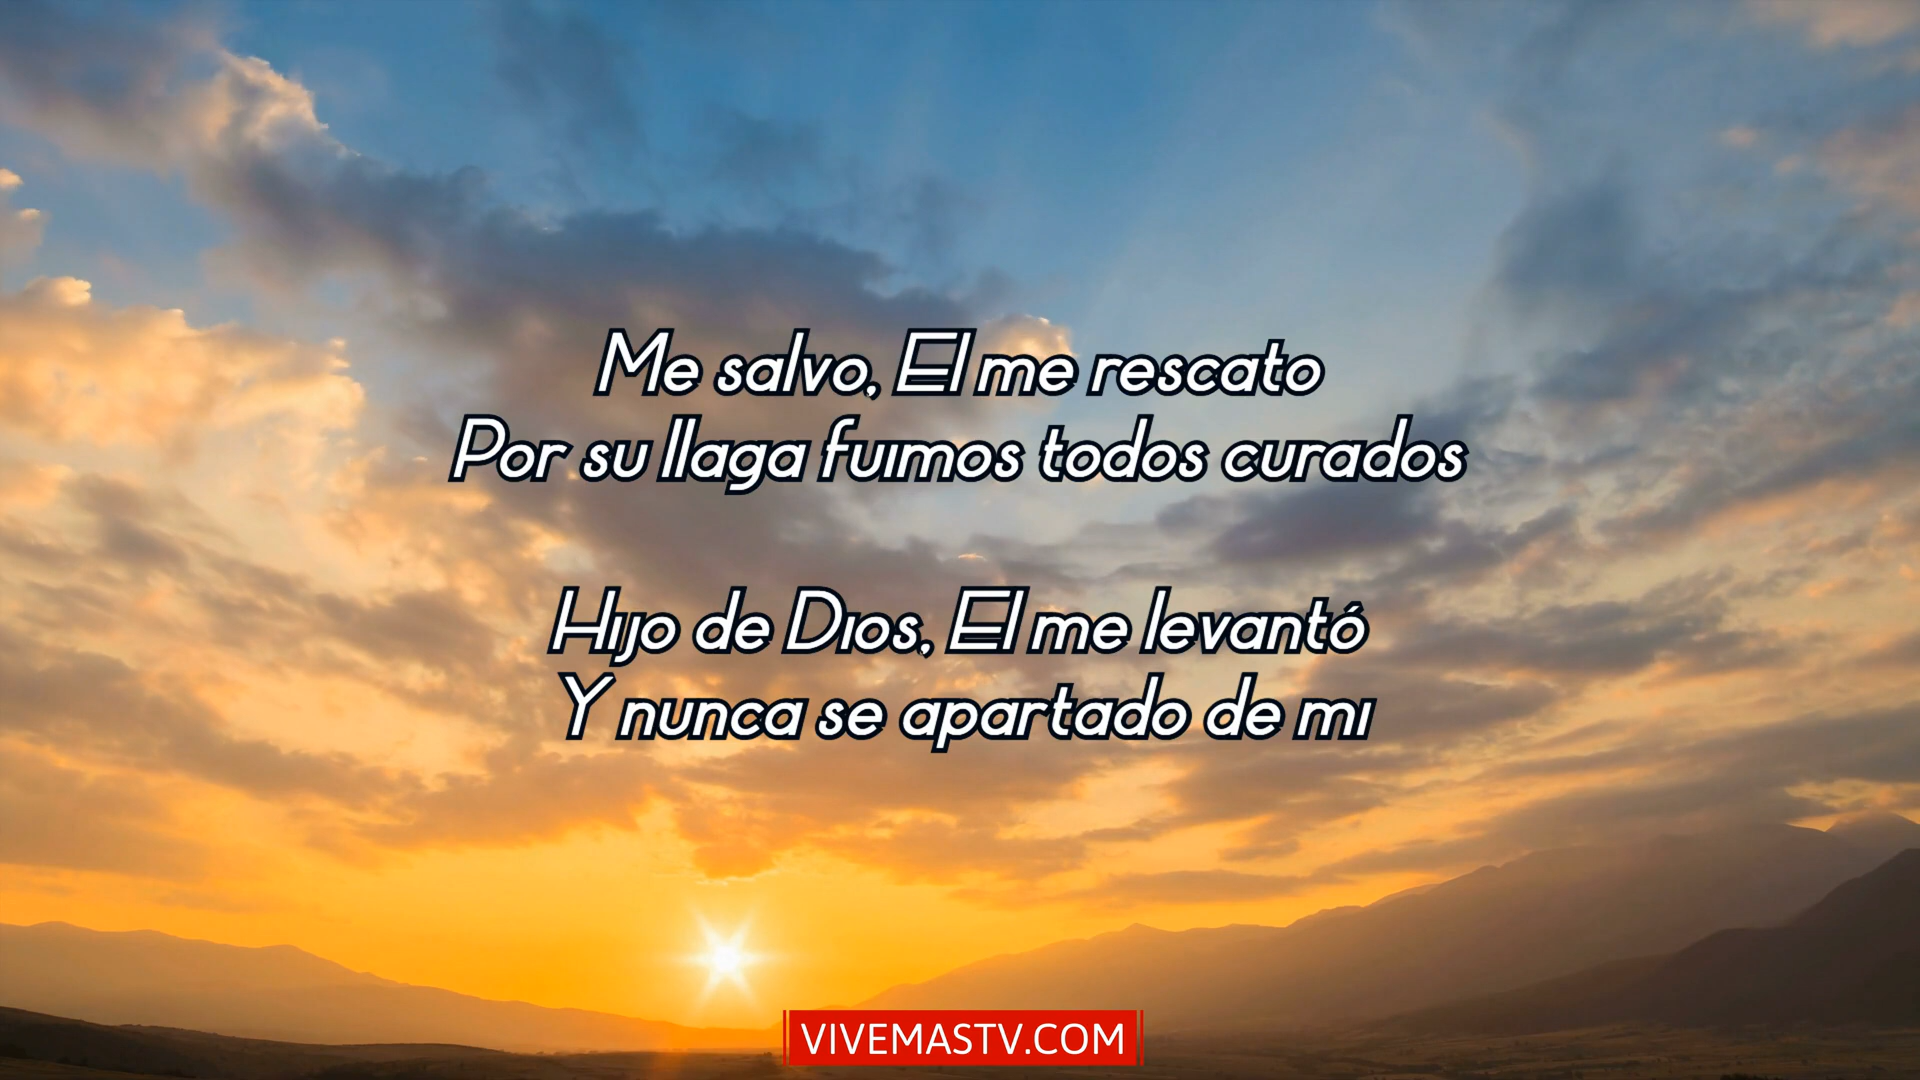 Me salvo, El me rescato
Por su llaga fuimos todos curados
Hijo de Dios, El me levantó
Y nunca se apartado de mi
VIVEMASTV.COM